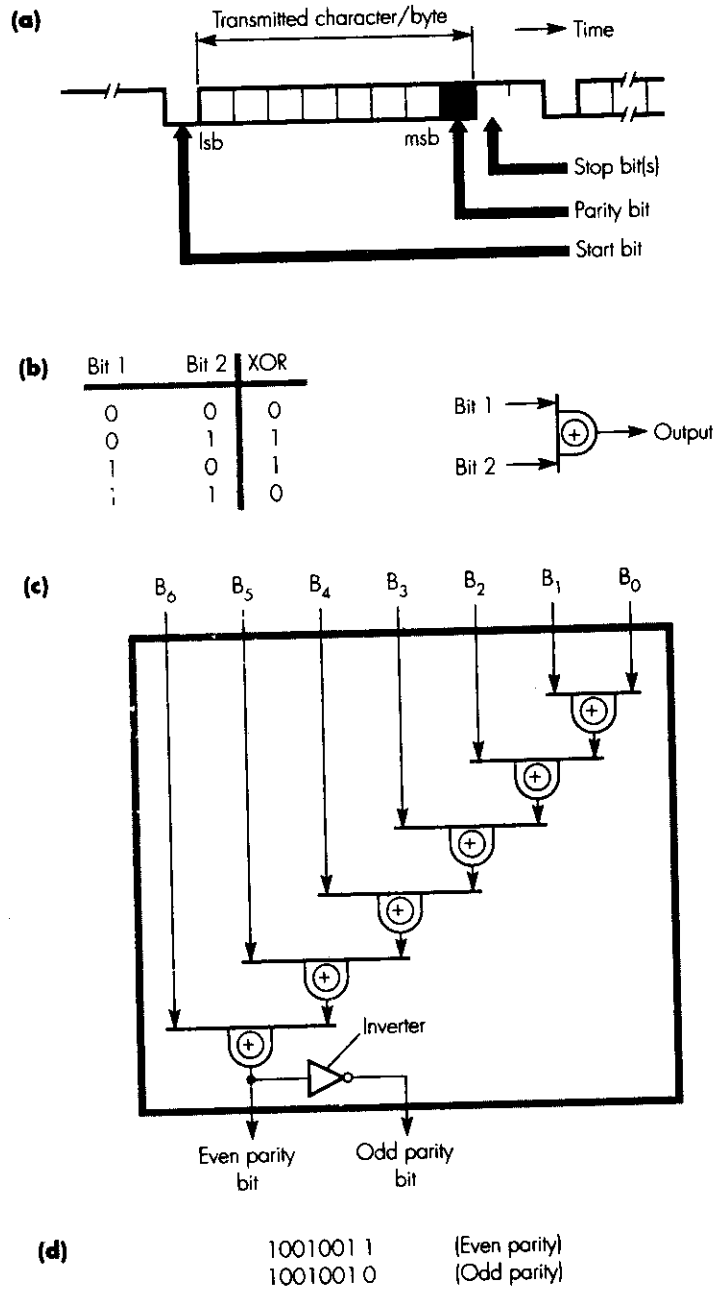 (a)
Transmitted character/byte
Time
lsb
msb
Stop bit(s)
Parity bit
Start bit
(b)
Bit 1 Bit 2 XOR
0 0 0
0 1 1
1 0 1
1 1 0
Bit 1
Bit 2
+
Output
(c)
B6 B5 B4 B3 B2 B1 B0
+
+
+
+
+
+
Inverter
Even parity bit
Odd parity bit
(d)
1001001 1 (Even parity)
1001001 0 (Odd parity)